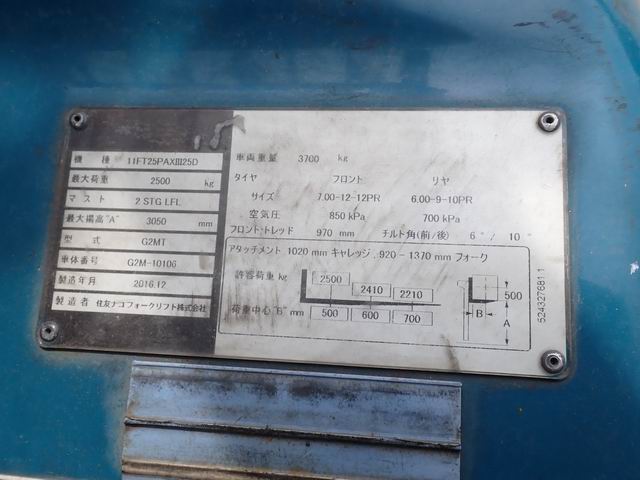 機 種 11FT25PAXⅢ25D
最大荷重 2500 kg
マスト 2 STG LFL
最大揚高"A" 3050 mm
型 式 G2MT
車体番号 G2M-10106
製造年月 2016.12
製造者 住友ナコフォークリフト株式会社
車両重量 3700 kg
タイヤ フロント リヤ
サイズ 7.00-12-12PR 6.00-9-10PR
空気圧 850 kPa 700 kPa
フロント・トレッド 970 mm チルト角(前/後) 6°/ 10°
アタッチメント 1020 mm キャレッジ, 920 - 1370 mm フォーク
許容荷重 kg 2500 2410 2210
荷重中心"B" mm 500 600 700
500
B
A
5243276811